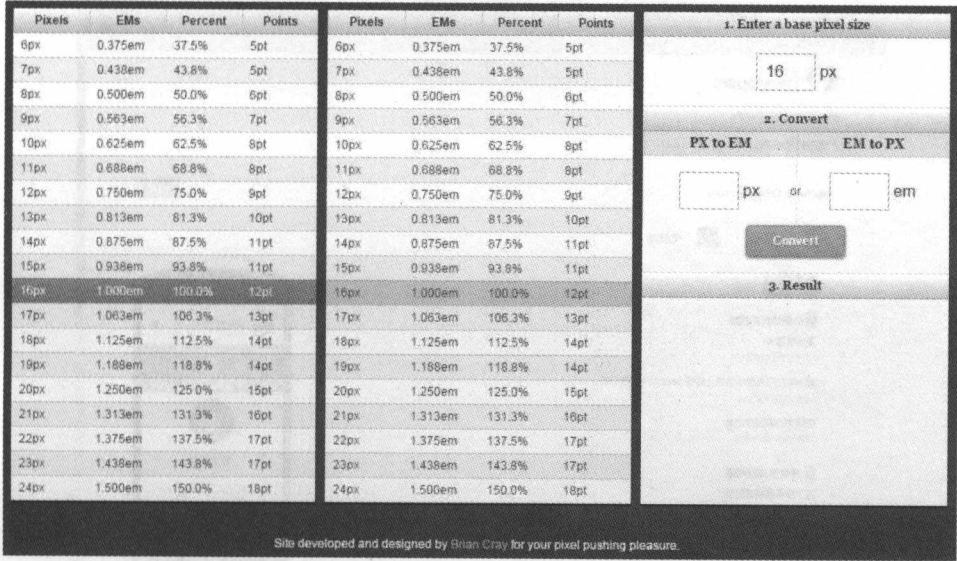 Pixels EMs Percent Points
6px 0.375em 37.5% 5pt
7px 0.438em 43.8% 5pt
8px 0.500em 50.0% 6pt
9px 0.563em 56.3% 7pt
10px 0.625em 62.5% 8pt
11px 0.688em 68.8% 8pt
12px 0.750em 75.0% 9pt
13px 0.813em 81.3% 10pt
14px 0.875em 87.5% 11pt
15px 0.938em 93.8% 11pt
16px 1.000em 100.0% 12pt
17px 1.063em 106.3% 13pt
18px 1.125em 112.5% 14pt
19px 1.188em 118.8% 14pt
20px 1.250em 125.0% 15pt
21px 1.313em 131.3% 16pt
22px 1.375em 137.5% 17pt
23px 1.438em 143.8% 17pt
24px 1.500em 150.0% 18pt
Pixels EMs Percent Points
6px 0.375em 37.5% 5pt
7px 0.438em 43.8% 5pt
8px 0.500em 50.0% 6pt
9px 0.563em 56.3% 7pt
10px 0.625em 62.5% 8pt
11px 0.688em 68.8% 8pt
12px 0.750em 75.0% 9pt
13px 0.813em 81.3% 10pt
14px 0.875em 87.5% 11pt
15px 0.938em 93.8% 11pt
16px 1.000em 100.0% 12pt
17px 1.063em 106.3% 13pt
18px 1.125em 112.5% 14pt
19px 1.188em 118.8% 14pt
20px 1.250em 125.0% 15pt
21px 1.313em 131.3% 16pt
22px 1.375em 137.5% 17pt
23px 1.438em 143.8% 17pt
24px 1.500em 150.0% 18pt
1. Enter a base pixel size
16 px
2. Convert
PX to EM EM to PX
px or em
Convert
3. Result
Site developed and designed by Brian Cray for your pixel pushing pleasure.